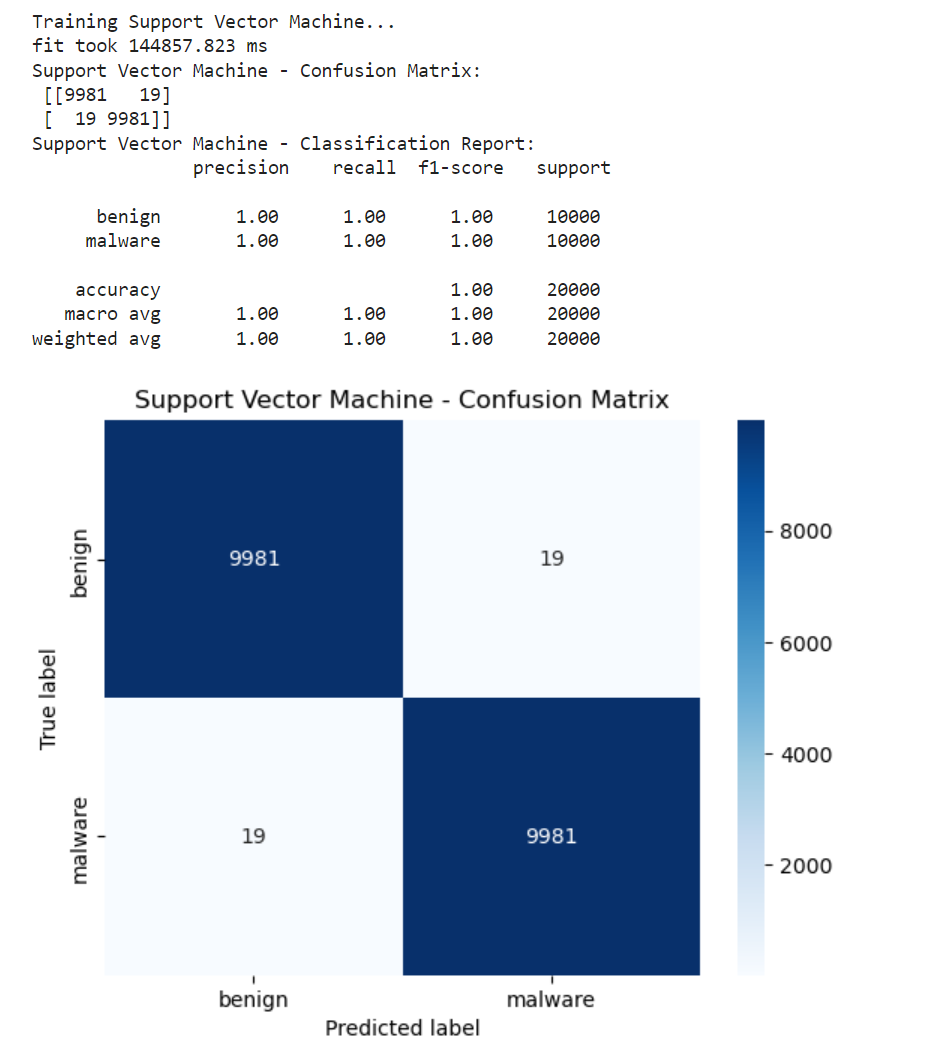 Training Support Vector Machine...
fit took 144857.823 ms
Support Vector Machine - Confusion Matrix:
[[9981   19]
[  19 9981]]
Support Vector Machine - Classification Report:
precision    recall  f1-score   support
benign       1.00      1.00      1.00     10000
malware       1.00      1.00      1.00     10000
accuracy                           1.00     20000
macro avg       1.00      1.00      1.00     20000
weighted avg       1.00      1.00      1.00     20000
Support Vector Machine - Confusion Matrix
True label
benign
malware
9981
19
19
9981
benign
malware
Predicted label
8000
6000
4000
2000